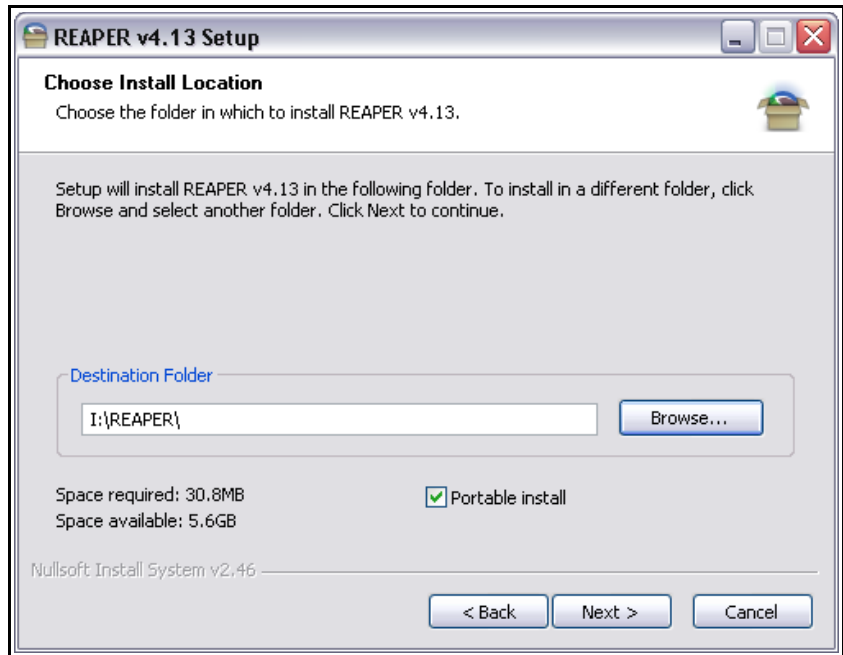 REAPER v4.13 Setup
Choose Install Location
Choose the folder in which to install REAPER v4.13.
Setup will install REAPER v4.13 in the following folder. To install in a different folder, click
Browse and select another folder. Click Next to continue.
Destination Folder
I:\REAPER\
Browse...
Space required: 30.8MB
Portable install
Space available: 5.6GB
Nullsoft Install System v2.46
< Back
Next >
Cancel